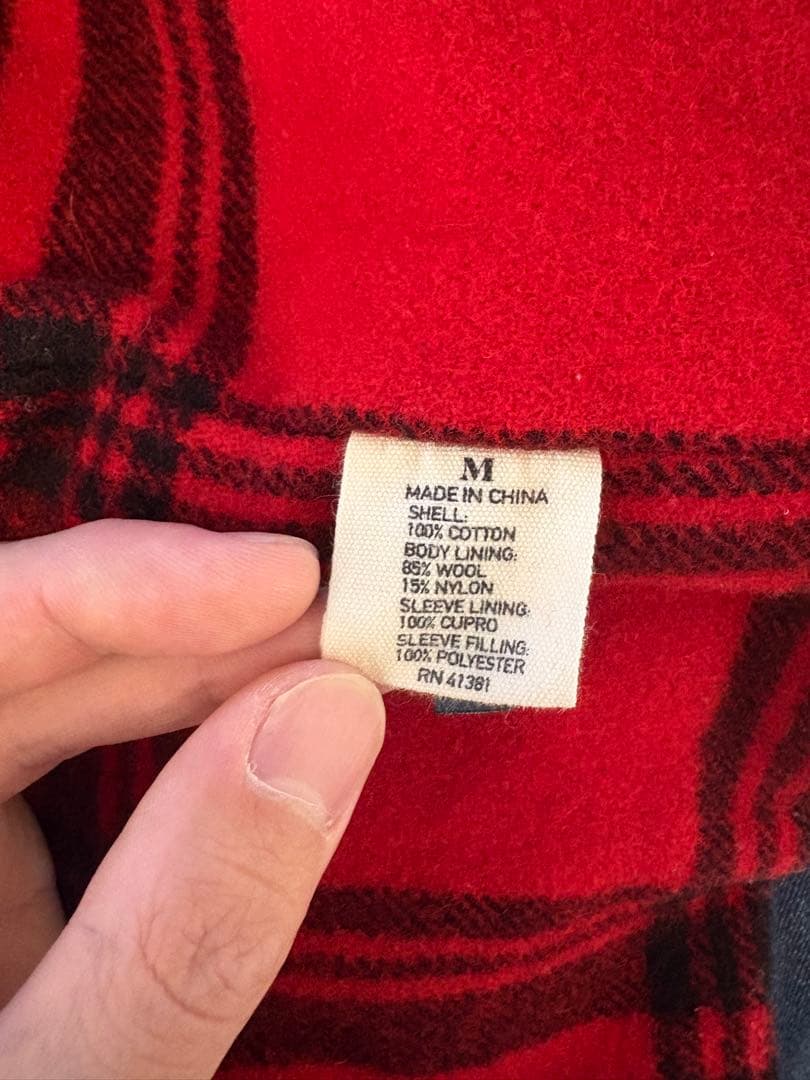 M
MADE IN CHINA
SHELL:
100% COTTON
BODY LINING:
85% WOOL
15% NYLON
SLEEVE LINING:
100% CUPRO
SLEEVE FILLING:
100% POLYESTER
RN 41381